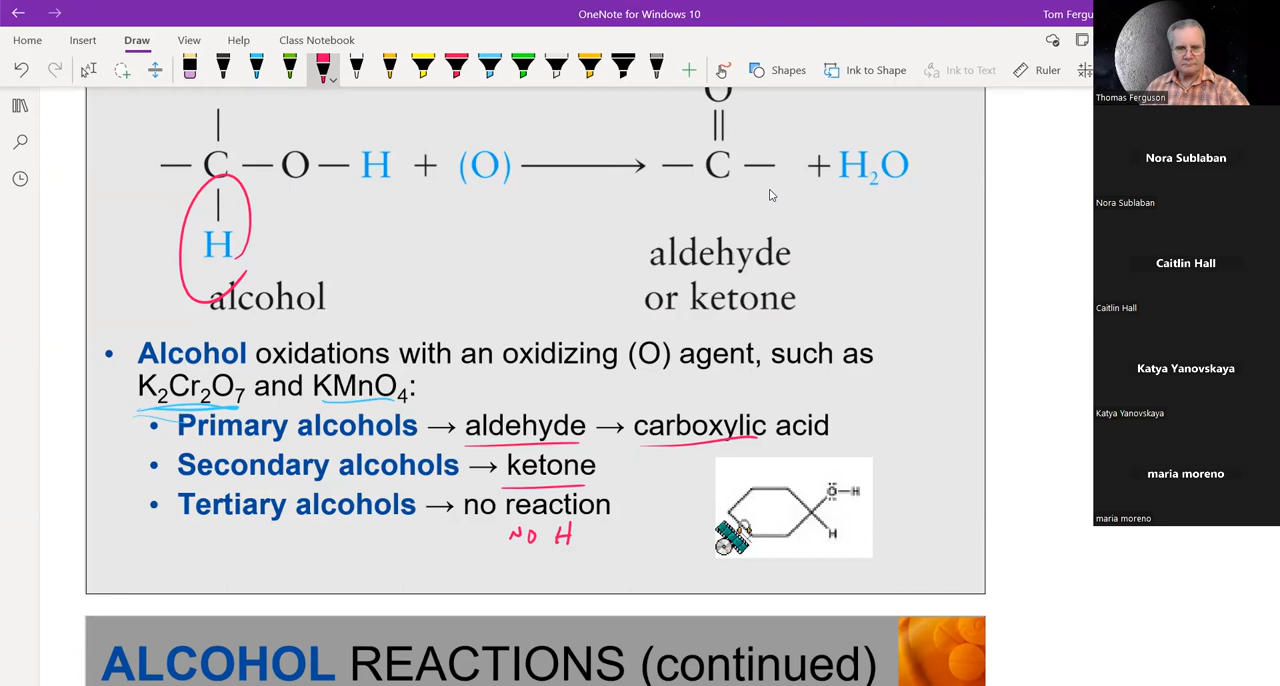 OneNote for Windows 10
Tom Fergu
Home Insert Draw View Help Class Notebook
Shapes Ink to Shape Ink to Text Ruler
Thomas Ferguson
Nora Sublaban
Nora Sublaban
Caitlin Hall
Caitlin Hall
Katya Yanovskaya
Katya Yanovskaya
maria moreno
maria moreno
O
— C — O — H + (O) ⟶ — C — + H₂O
H
alcohol
aldehyde
or ketone
• Alcohol oxidations with an oxidizing (O) agent, such as
K₂Cr₂O₇ and KMnO₄:
• Primary alcohols → aldehyde → carboxylic acid
• Secondary alcohols → ketone
• Tertiary alcohols → no reaction
NO H
O—H
H
ALCOHOL REACTIONS (continued)